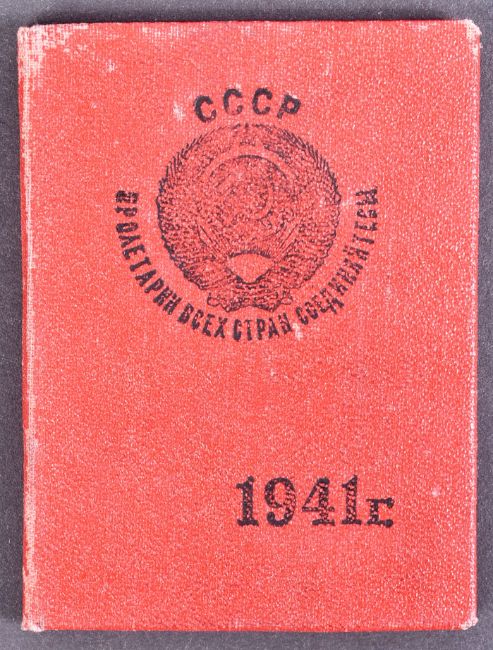 СССР
ПРОЛЕТАРИИ ВСЕХ СТРАН СОЕДИНЯЙТЕСЬ
1941г.